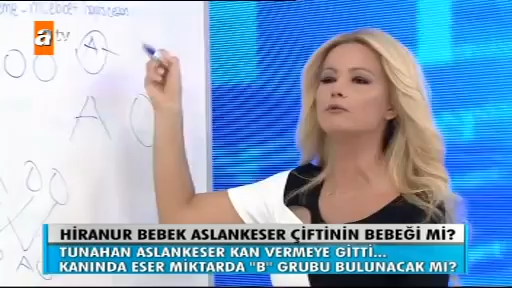 atv
A
A O
HİRANUR BEBEK ASLANKESER ÇİFTİNİN BEBEĞİ Mİ?
TUNAHAN ASLANKESER KAN VERMEYE GİTTİ...
KANINDA ESER MİKTARDA "B" GRUBU BULUNACAK MI?